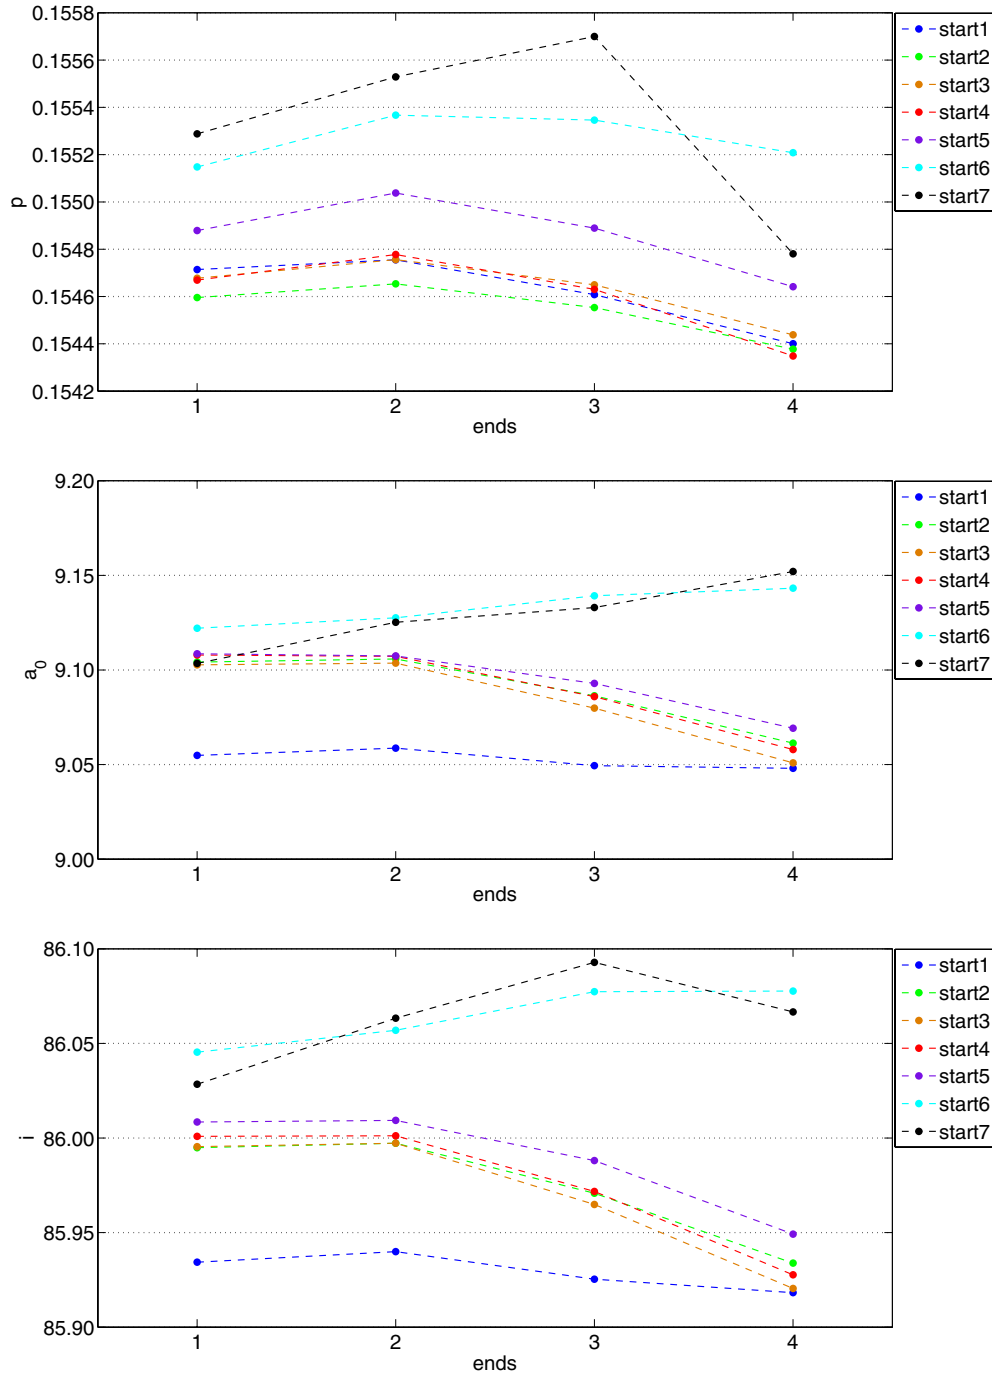 0.1558
0.1556
0.1554
0.1552
0.1550
0.1548
0.1546
0.1544
0.1542
p
1 2 3 4
ends
start1
start2
start3
start4
start5
start6
start7
9.20
9.15
9.10
9.05
9.00
a0
1 2 3 4
ends
start1
start2
start3
start4
start5
start6
start7
86.10
86.05
86.00
85.95
85.90
i
1 2 3 4
ends
start1
start2
start3
start4
start5
start6
start7